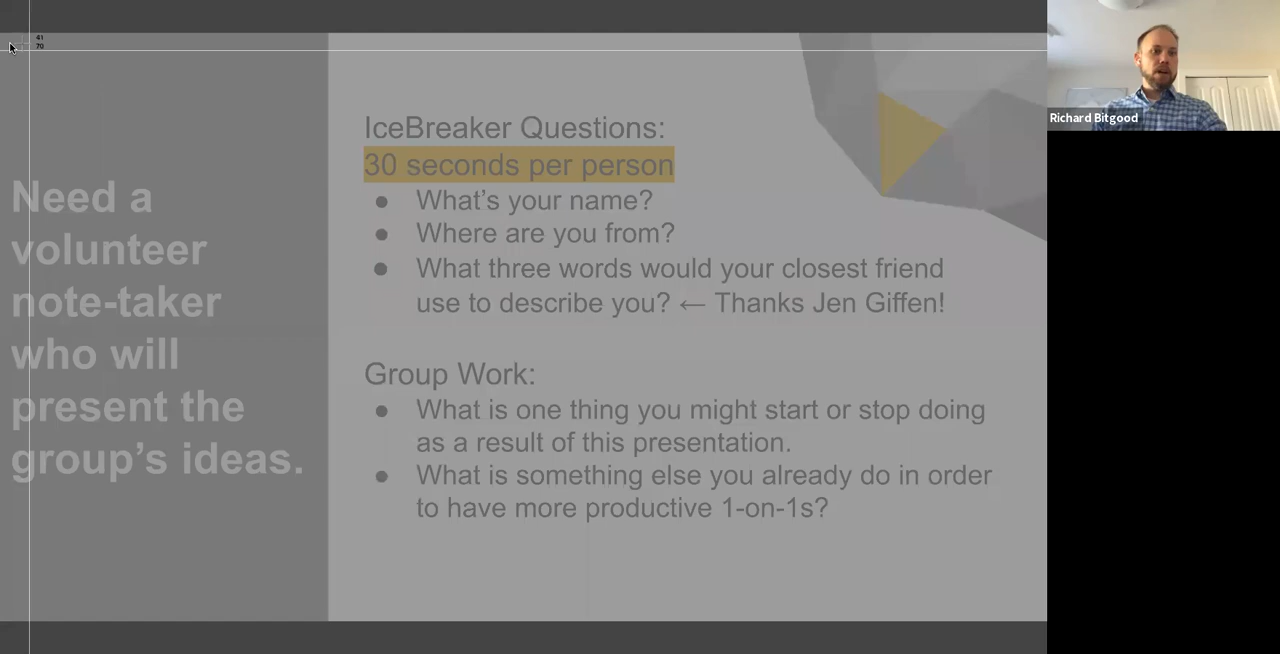 41
70
Richard Bitgood
Need a
volunteer
note-taker
who will
present the
group's ideas.
IceBreaker Questions:
30 seconds per person
● What's your name?
● Where are you from?
● What three words would your closest friend
use to describe you? ← Thanks Jen Giffen!
Group Work:
● What is one thing you might start or stop doing
as a result of this presentation.
● What is something else you already do in order
to have more productive 1-on-1s?